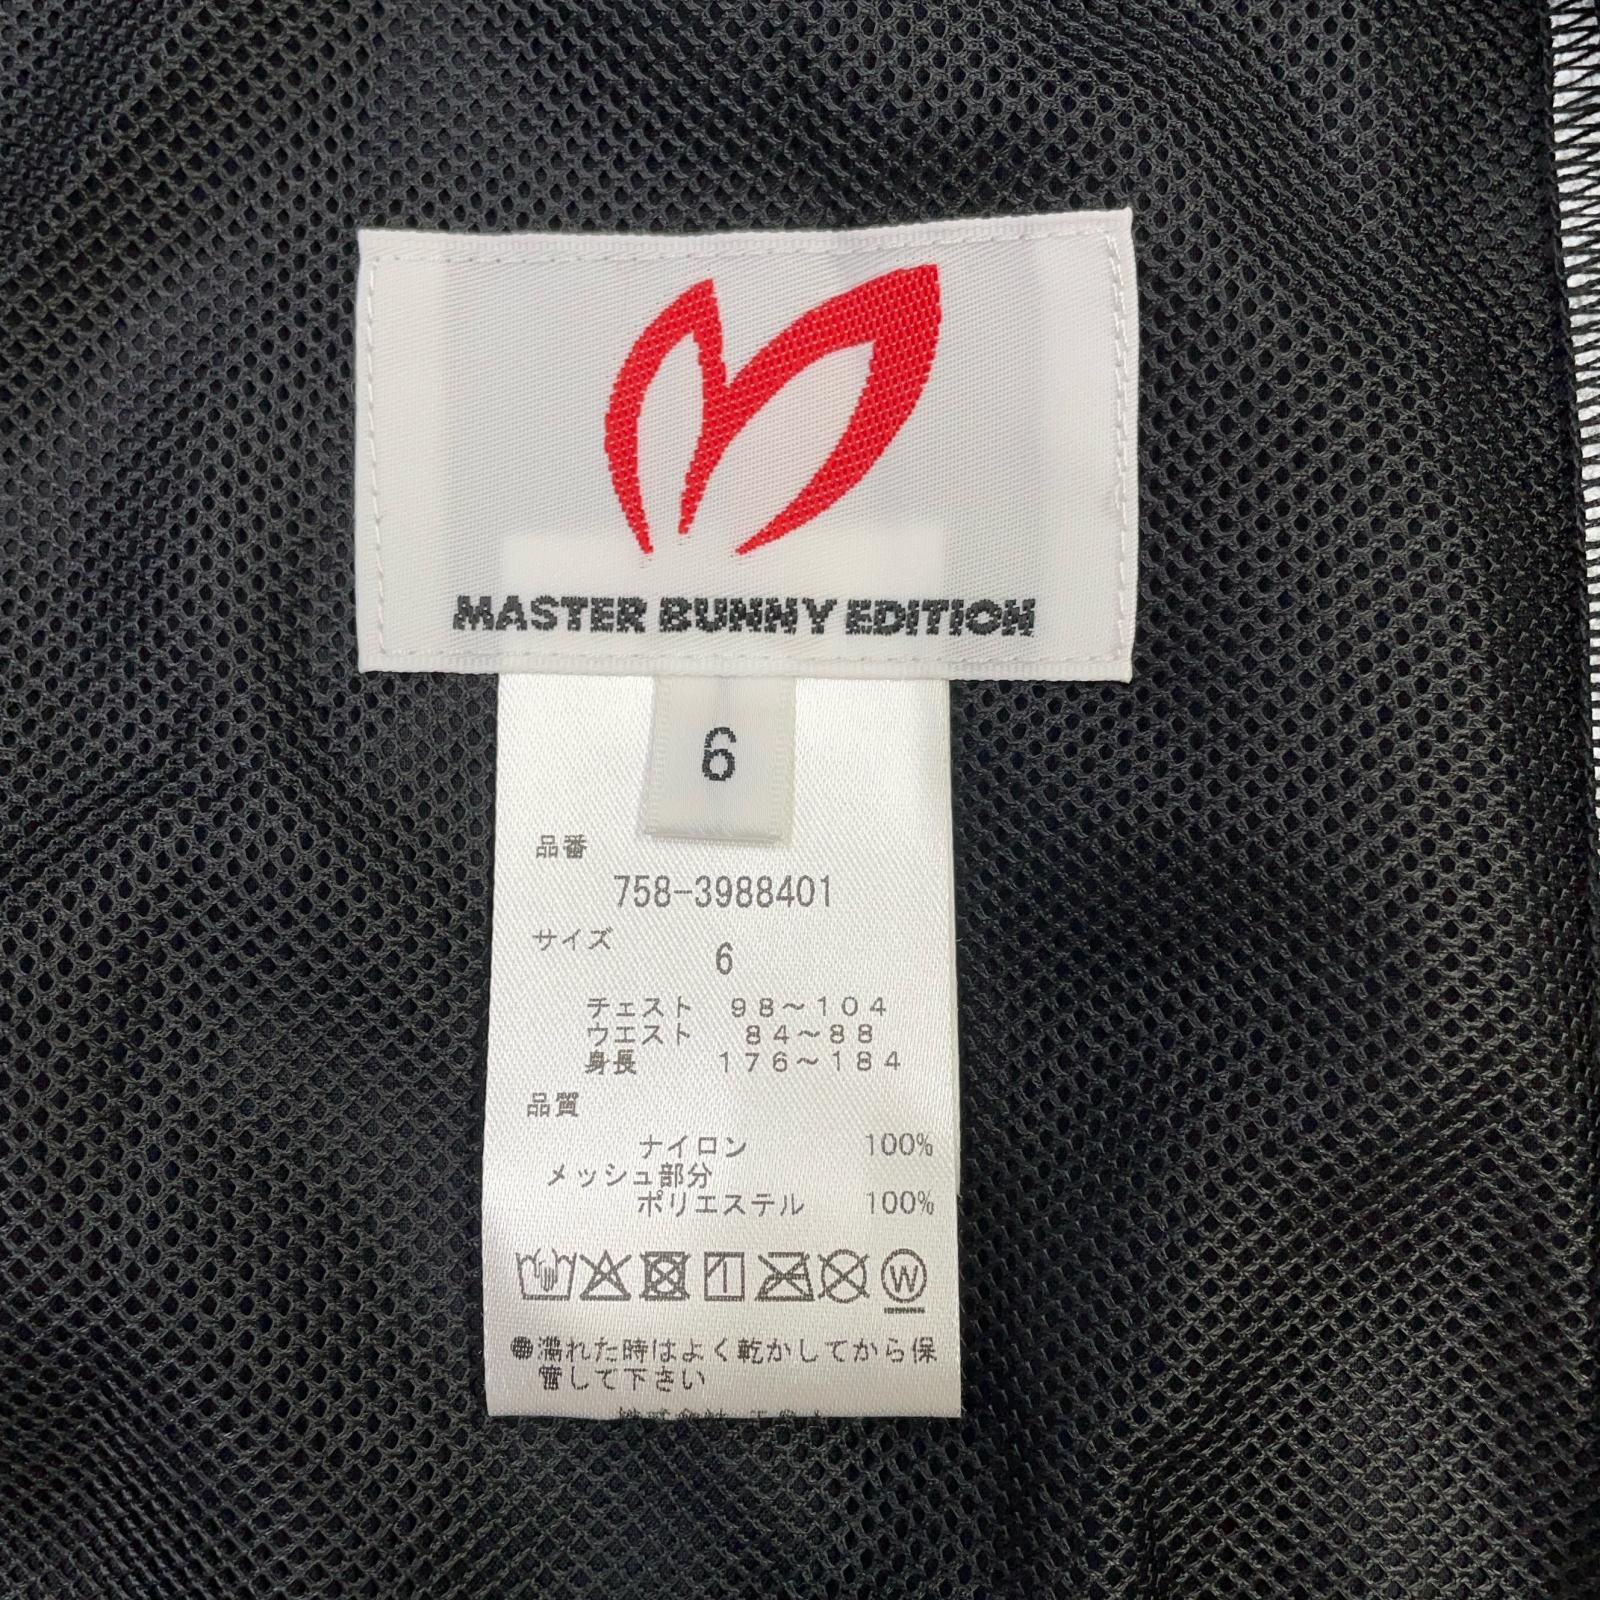 MASTER BUNNY EDITION
6
品番
758-3988401
サイズ
6
チェスト 98～104
ウエスト 84～88
身長 176～184
品質
ナイロン 100%
メッシュ部分
ポリエステル 100%
1 W
●濡れた時はよく乾かしてから保
管して下さい